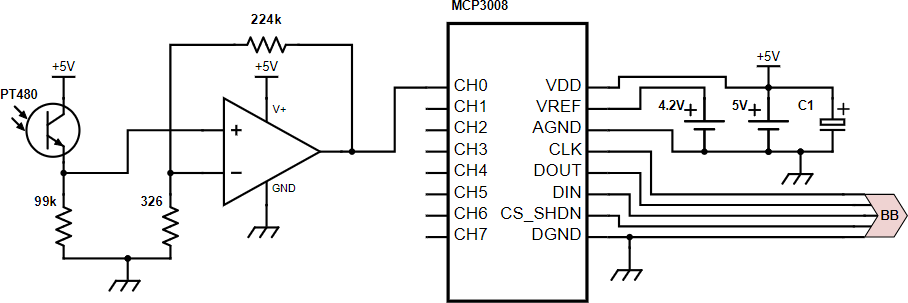 MCP3008
224k
+5V
+5V
+5V
PT480
V+
CH0
VDD
4.2V
5V
C1
CH1
VREF
CH2
AGND
CH3
CLK
CH4
DOUT
GND
99k
326
CH5
DIN
CH6
CS_SHDN
BB
CH7
DGND